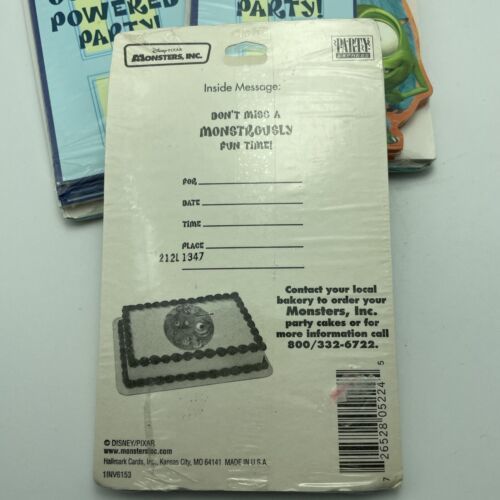 POWERED
PARTY!
PARTY!
DISNEY•PIXAR
MONSTERS, INC.
PARTY
EXPRESS
Inside Message:
DON'T MISS A
MONSTROUSLY
FUN TIME!
FOR
DATE
TIME
PLACE
212L1347
Contact your local
bakery to order your
Monsters, Inc.
party cakes or for
more information call
800/332-6722.
7 26528 05224 5
© DISNEY/PIXAR
www.monstersinc.com
Hallmark Cards, Inc., Kansas City, MO 64141 MADE IN U.S.A.
1INV6153